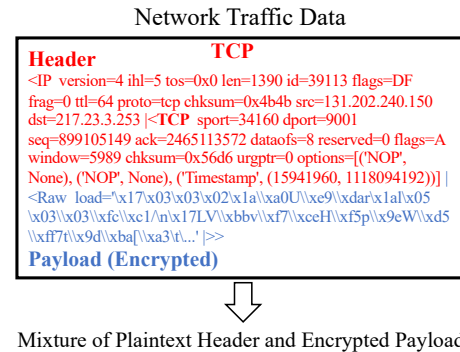 Network Traffic Data
Header TCP
<IP version=4 ihl=5 tos=0x0 len=1390 id=39113 flags=DF
frag=0 ttl=64 proto=tcp chksum=0x4b4b src=131.202.240.150
dst=217.23.3.253 |<TCP sport=34160 dport=9001
seq=899105149 ack=2465113572 dataofs=8 reserved=0 flags=A
window=5989 chksum=0x56d6 urgptr=0 options=[('NOP',
None), ('NOP', None), ('Timestamp', (15941960, 1118094192))] |
<Raw load='\x17\x03\x03\x02\x1a\\xa0U\\xe9\\xdar\x1al\x05
\x03\x03\\xfc\\xc1/\n\x17LV\\xbbv\\xf7\\xceH\\xf5p\\x9eW\\xd5
\\xff7t\\x9d\\xba[\\xa3\t\...' |>>
Payload (Encrypted)
Mixture of Plaintext Header and Encrypted Payload